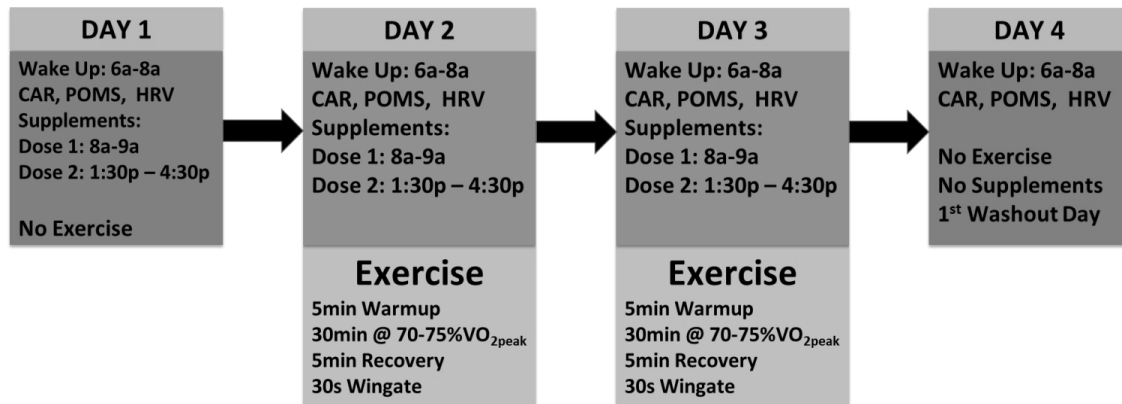 DAY 1
Wake Up: 6a-8a
CAR, POMS, HRV
Supplements:
Dose 1: 8a-9a
Dose 2: 1:30p – 4:30p
No Exercise
DAY 2
Wake Up: 6a-8a
CAR, POMS, HRV
Supplements:
Dose 1: 8a-9a
Dose 2: 1:30p – 4:30p
Exercise
5min Warmup
30min @ 70-75%VO2peak
5min Recovery
30s Wingate
DAY 3
Wake Up: 6a-8a
CAR, POMS, HRV
Supplements:
Dose 1: 8a-9a
Dose 2: 1:30p – 4:30p
Exercise
5min Warmup
30min @ 70-75%VO2peak
5min Recovery
30s Wingate
DAY 4
Wake Up: 6a-8a
CAR, POMS, HRV
No Exercise
No Supplements
1st Washout Day